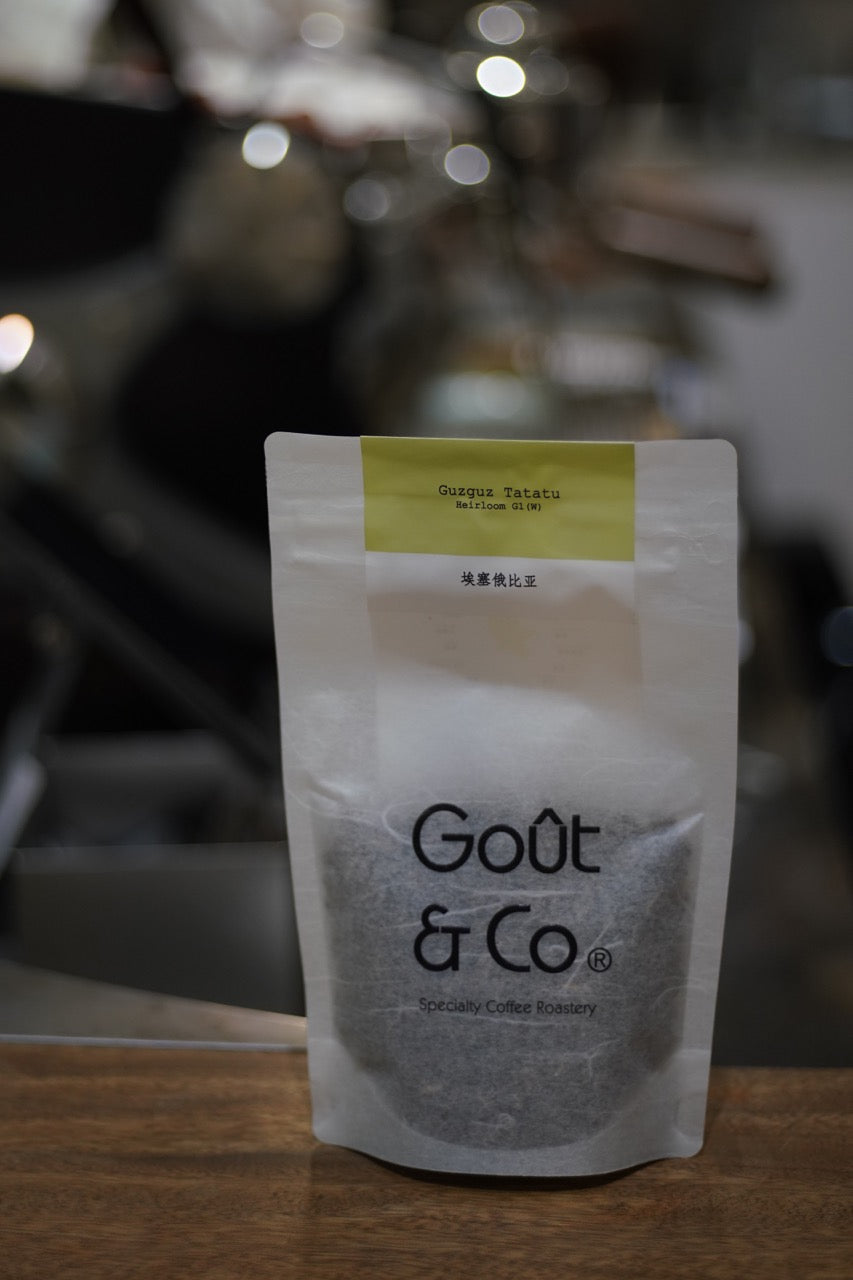 Guzguz Tatatu
Heirloom G1(W)
埃塞俄比亚
Goût
& Co®
Specialty Coffee Roastery